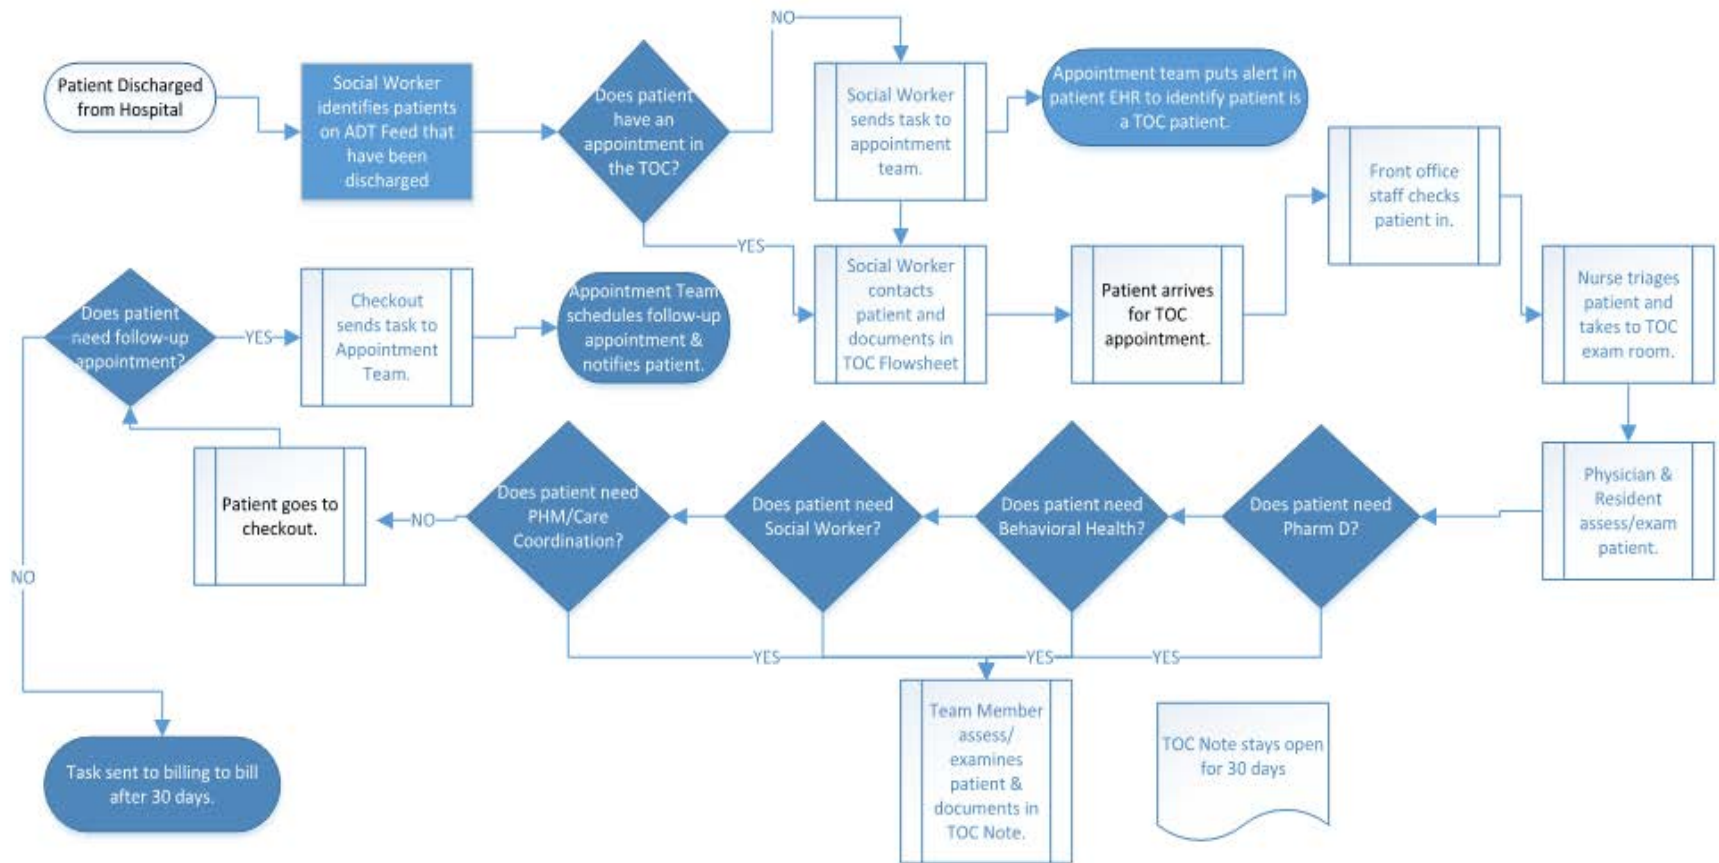 Patient Discharged
from Hospital
Social Worker
identifies patients
on ADT Feed that
have been
discharged
Does patient
have an
appointment in
the TOC?
NO
YES
Social Worker
sends task to
appointment
team.
Appointment team puts alert in
patient EHR to identify patient is
a TOC patient.
Social Worker
contacts
patient and
documents in
TOC Flowsheet
Patient arrives
for TOC
appointment.
Front office
staff checks
patient in.
Nurse triages
patient and
takes to TOC
exam room.
Physician &
Resident
assess/exam
patient.
Does patient need
Pharm D?
Does patient need
Behavioral Health?
Does patient need
Social Worker?
Does patient need
PHM/Care
Coordination?
YES
YES
YES
Team Member
assess/
examines
patient &
documents in
TOC Note.
TOC Note stays open
for 30 days
NO
Patient goes to
checkout.
Does patient
need follow-up
appointment?
YES
Checkout
sends task to
Appointment
Team.
Appointment Team
schedules follow-up
appointment &
notifies patient.
NO
Task sent to billing to bill
after 30 days.